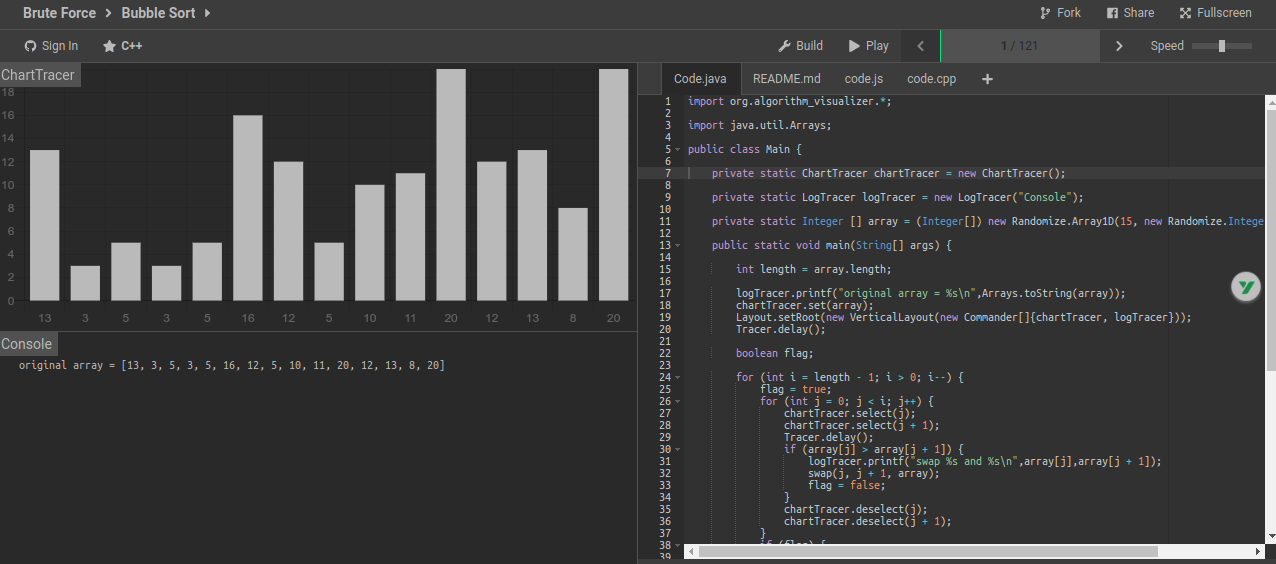 Brute Force > Bubble Sort
Fork Share Fullscreen
Sign In C++
Build Play 1 / 121 Speed
ChartTracer
18
16
14
12
10
8
6
4
2
0
13 3 5 3 5 16 12 5 10 11 20 12 13 8 20
Console
original array = [13, 3, 5, 3, 5, 16, 12, 5, 10, 11, 20, 12, 13, 8, 20]
Code.java README.md code.js code.cpp +
1 import org.algorithm_visualizer.*;
2
3 import java.util.Arrays;
4
5 public class Main {
6
7 private static ChartTracer chartTracer = new ChartTracer();
8
9 private static LogTracer logTracer = new LogTracer("Console");
10
11 private static Integer [] array = (Integer[]) new Randomize.Array1D(15, new Randomize.Intege
12
13 public static void main(String[] args) {
14
15 int length = array.length;
16
17 logTracer.printf("original array = %s\n",Arrays.toString(array));
18 chartTracer.set(array);
19 Layout.setRoot(new VerticalLayout(new Commander[]{chartTracer, logTracer}));
20 Tracer.delay();
21
22 boolean flag;
23
24 for (int i = length - 1; i > 0; i--) {
25 flag = true;
26 for (int j = 0; j < i; j++) {
27 chartTracer.select(j);
28 chartTracer.select(j + 1);
29 Tracer.delay();
30 if (array[j] > array[j + 1]) {
31 logTracer.printf("swap %s and %s\n",array[j],array[j + 1]);
32 swap(j, j + 1, array);
33 flag = false;
34 }
35 chartTracer.deselect(j);
36 chartTracer.deselect(j + 1);
37 }
38 if (flag) {
39